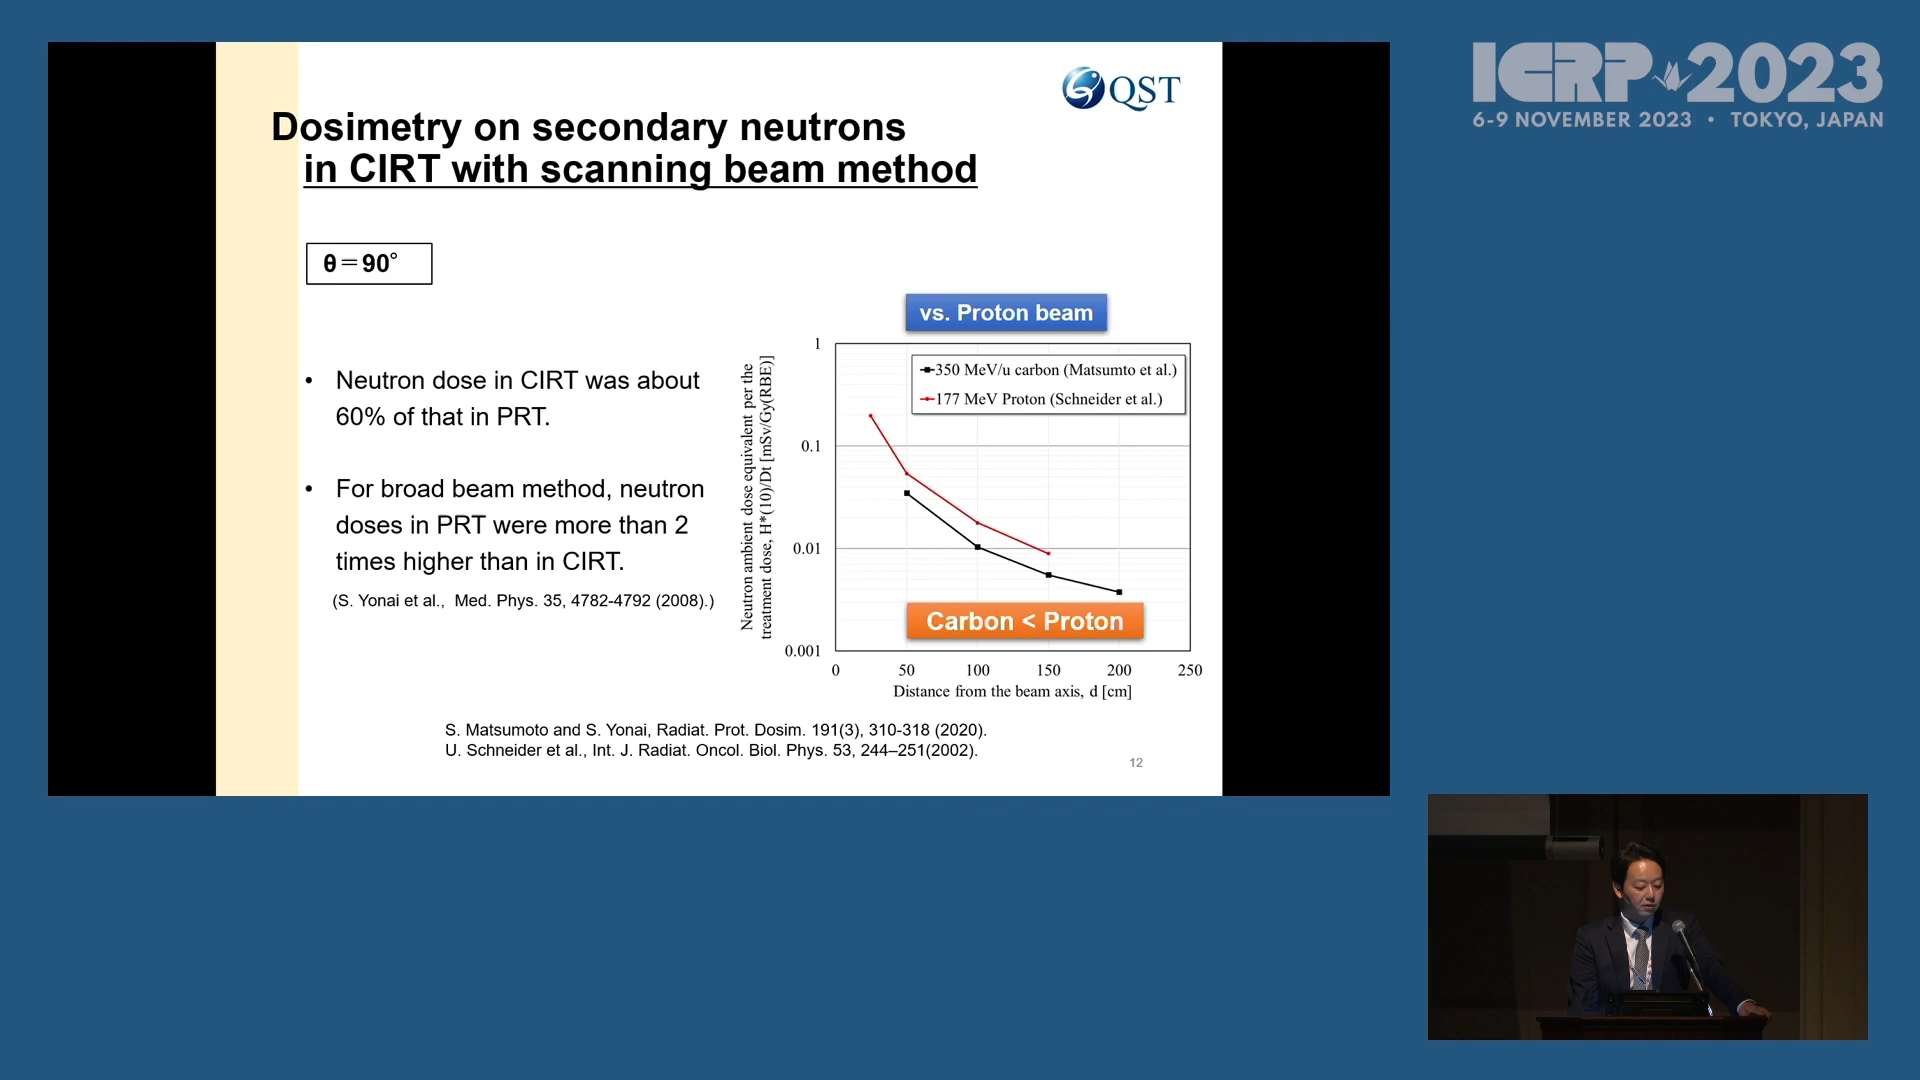 ICRP 2023
6-9 NOVEMBER 2023 • TOKYO, JAPAN
QST
Dosimetry on secondary neutrons
in CIRT with scanning beam method
θ＝90°
• Neutron dose in CIRT was about
60% of that in PRT.
• For broad beam method, neutron
doses in PRT were more than 2
times higher than in CIRT.
(S. Yonai et al., Med. Phys. 35, 4782-4792 (2008).)
vs. Proton beam
Neutron ambient dose equivalent per the
treatment dose, H*(10)/Dt [mSv/Gy(RBE)]
1
0.1
0.01
0.001
350 MeV/u carbon (Matsumto et al.)
177 MeV Proton (Schneider et al.)
Carbon < Proton
0 50 100 150 200 250
Distance from the beam axis, d [cm]
S. Matsumoto and S. Yonai, Radiat. Prot. Dosim. 191(3), 310-318 (2020).
U. Schneider et al., Int. J. Radiat. Oncol. Biol. Phys. 53, 244–251(2002).
12